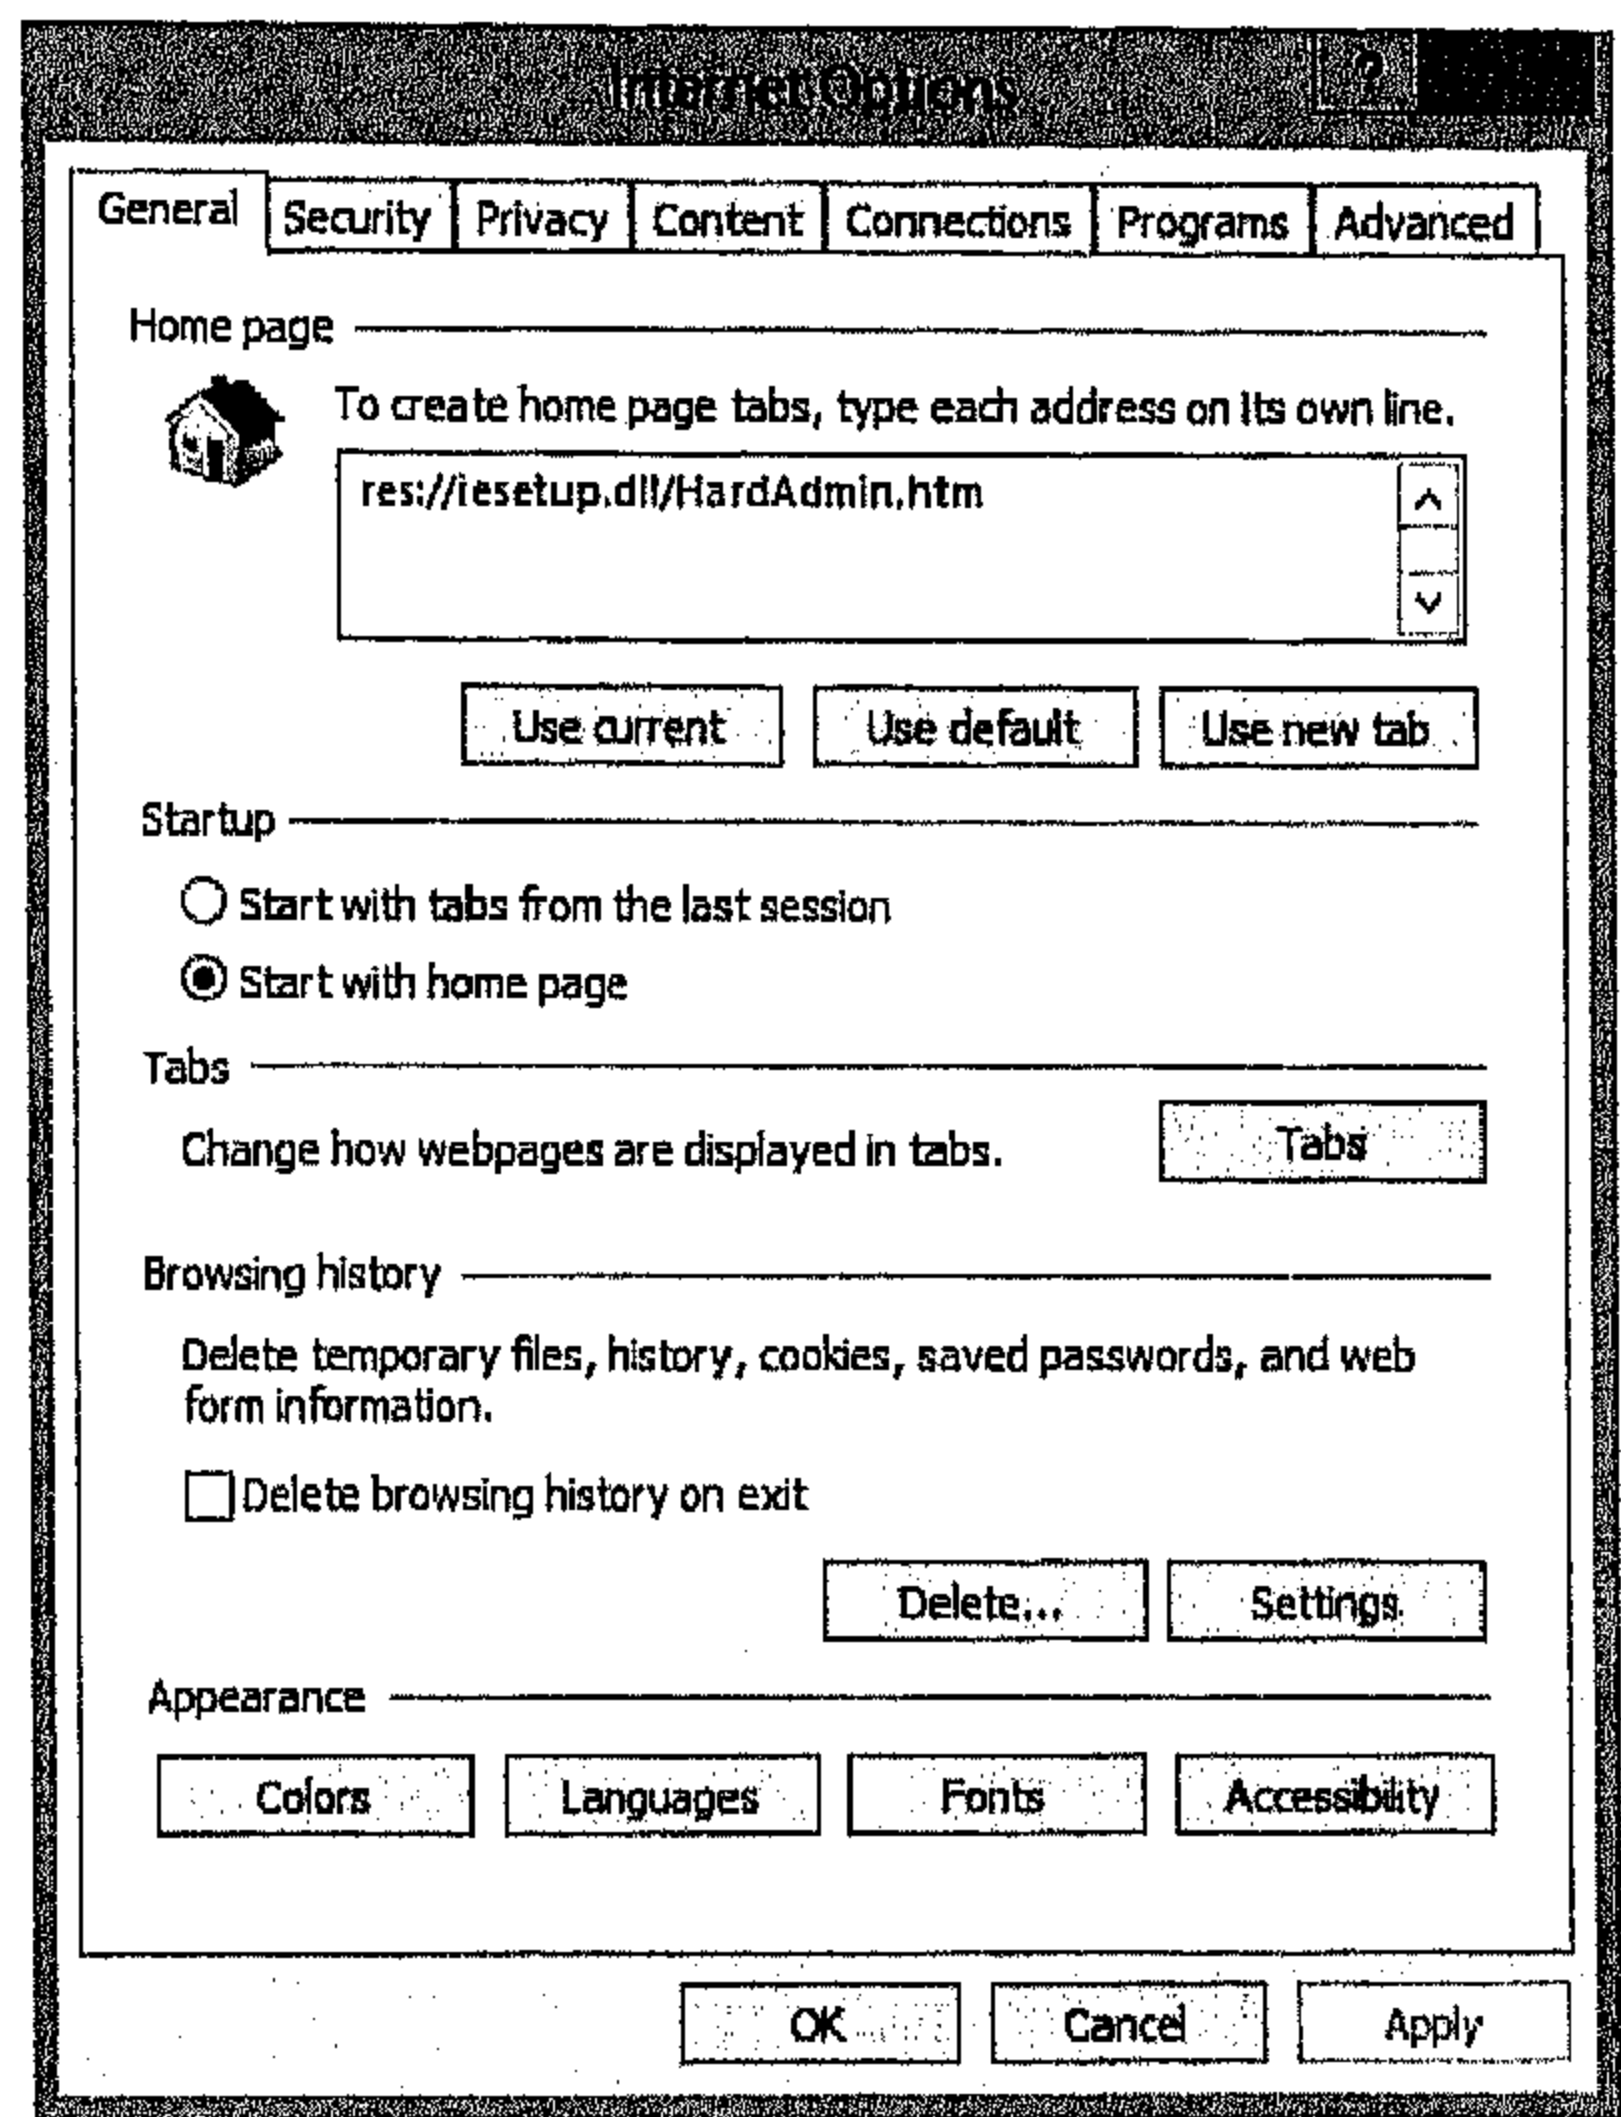 Internet Options
?
General Security Privacy Content Connections Programs Advanced
Home page
To create home page tabs, type each address on its own line.
res://iesetup.dll/HardAdmin.htm
Use current Use default Use new tab
Startup
Start with tabs from the last session
Start with home page
Tabs
Change how webpages are displayed in tabs. Tabs
Browsing history
Delete temporary files, history, cookies, saved passwords, and web
form information.
Delete browsing history on exit
Delete... Settings
Appearance
Colors Languages Fonts Accessibility
OK Cancel Apply